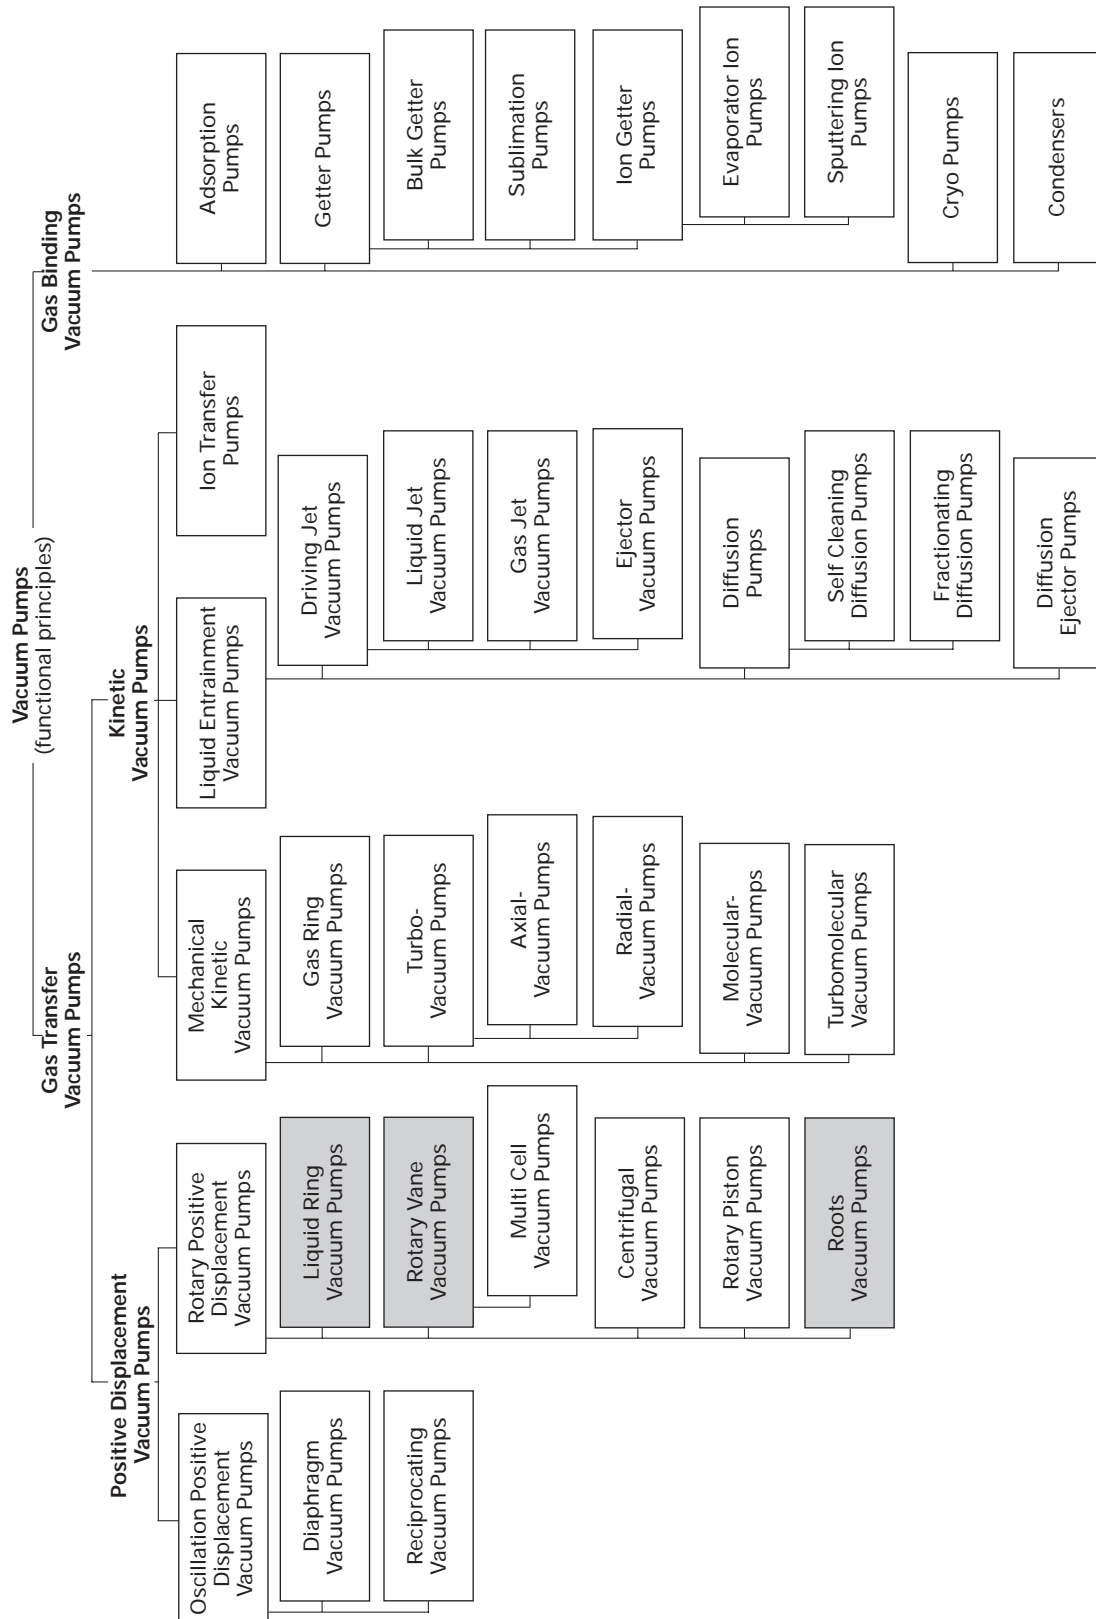 Vacuum Pumps
(functional principles)
Gas Transfer
Vacuum Pumps
Gas Binding
Vacuum Pumps
Positive Displacement
Vacuum Pumps
Kinetic
Vacuum Pumps
Oscillation Positive
Displacement
Vacuum Pumps
Diaphragm
Vacuum Pumps
Reciprocating
Vacuum Pumps
Rotary Positive
Displacement
Vacuum Pumps
Liquid Ring
Vacuum Pumps
Rotary Vane
Vacuum Pumps
Multi Cell
Vacuum Pumps
Centrifugal
Vacuum Pumps
Rotary Piston
Vacuum Pumps
Roots
Vacuum Pumps
Mechanical
Kinetic
Vacuum Pumps
Gas Ring
Vacuum Pumps
Turbo-
Vacuum Pumps
Axial-
Vacuum Pumps
Radial-
Vacuum Pumps
Molecular-
Vacuum Pumps
Turbomolecular
Vacuum Pumps
Liquid Entrainment
Vacuum Pumps
Driving Jet
Vacuum Pumps
Liquid Jet
Vacuum Pumps
Gas Jet
Vacuum Pumps
Ejector
Vacuum Pumps
Diffusion
Pumps
Self Cleaning
Diffusion Pumps
Fractionating
Diffusion Pumps
Diffusion
Ejector Pumps
Ion Transfer
Pumps
Adsorption
Pumps
Getter Pumps
Bulk Getter
Pumps
Sublimation
Pumps
Ion Getter
Pumps
Evaporator Ion
Pumps
Sputtering Ion
Pumps
Cryo Pumps
Condensers